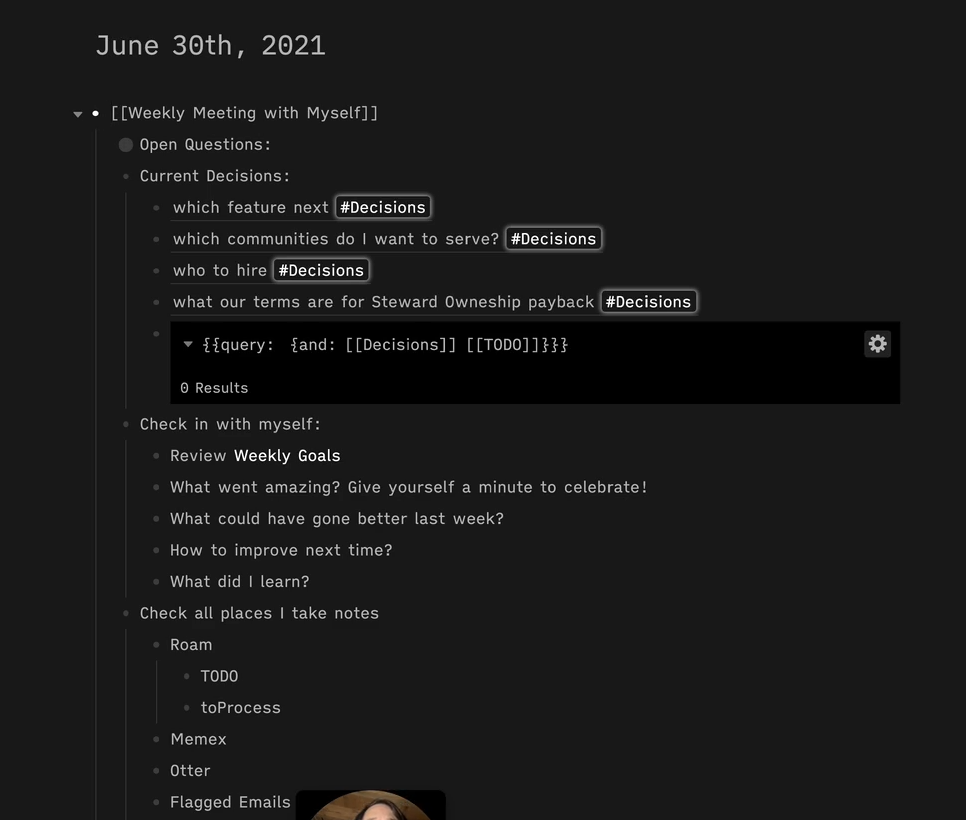 June 30th, 2021
[[Weekly Meeting with Myself]]
Open Questions:
Current Decisions:
which feature next #Decisions
which communities do I want to serve? #Decisions
who to hire #Decisions
what our terms are for Steward Owneship payback #Decisions
{{query: {and: [[Decisions]] [[TODO]]}}}
0 Results
Check in with myself:
Review Weekly Goals
What went amazing? Give yourself a minute to celebrate!
What could have gone better last week?
How to improve next time?
What did I learn?
Check all places I take notes
Roam
TODO
toProcess
Memex
Otter
Flagged Emails